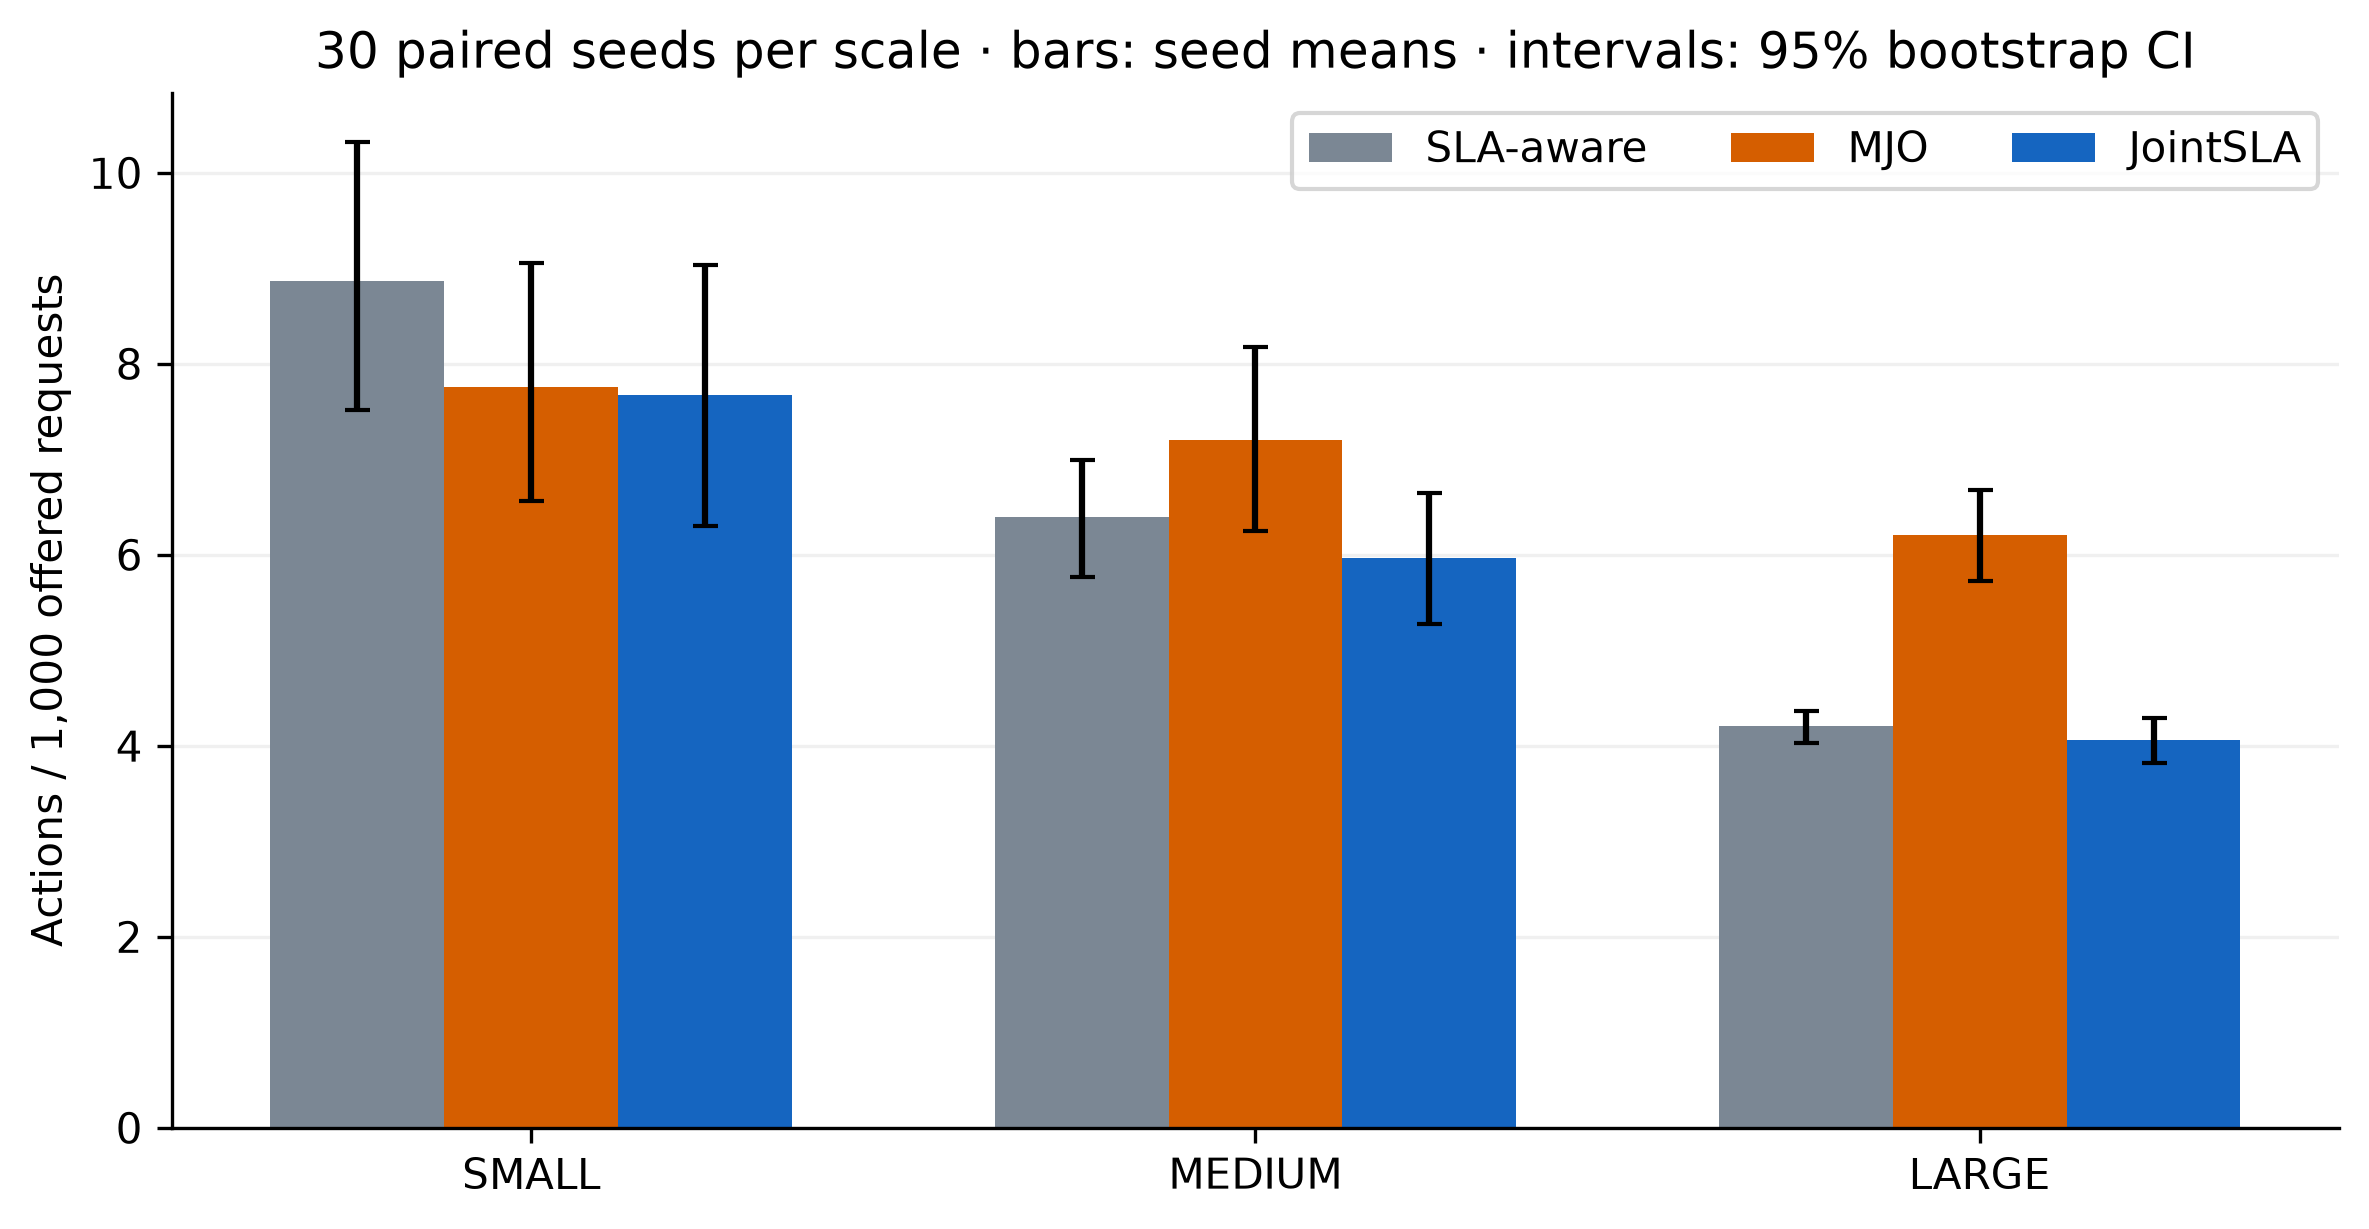 30 paired seeds per scale · bars: seed means · intervals: 95% bootstrap CI
SLA-aware MJO JointSLA
Actions / 1,000 offered requests
10
8
6
4
2
0
SMALL MEDIUM LARGE